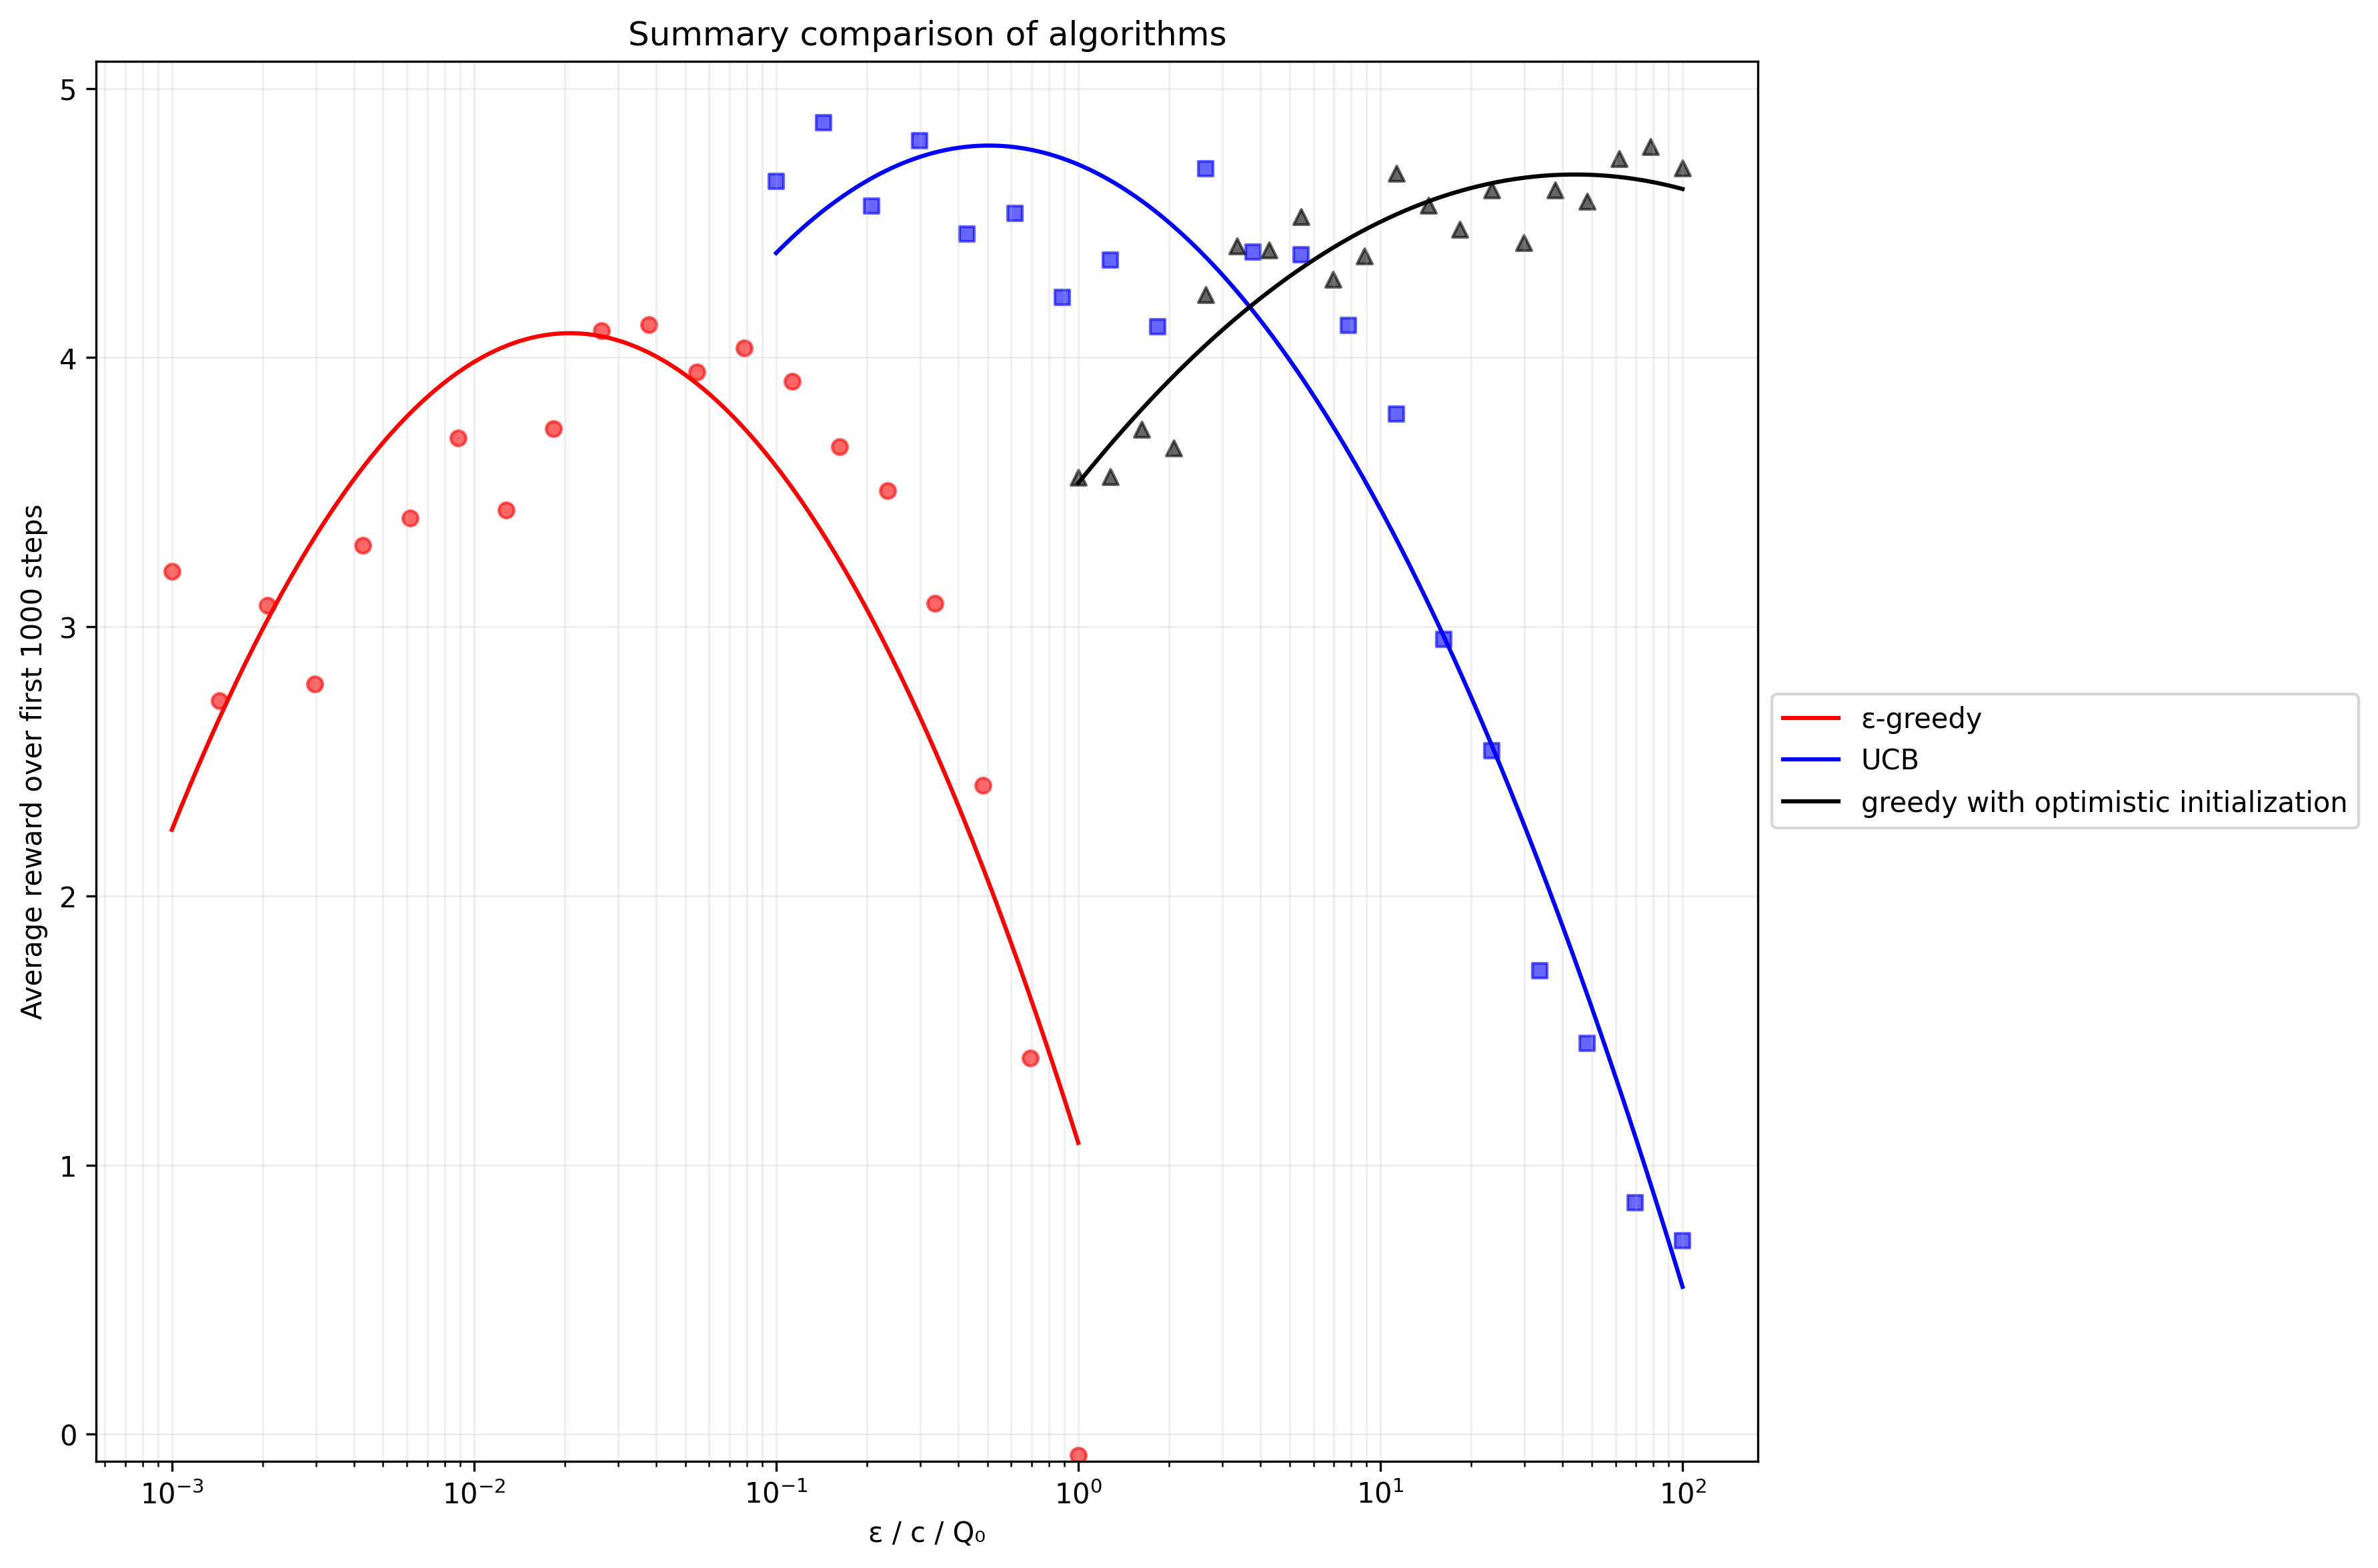 Summary comparison of algorithms
Average reward over first 1000 steps
5
4
3
2
1
0
10⁻³ 10⁻² 10⁻¹ 10⁰ 10¹ 10²
ε / c / Q₀
ε-greedy
UCB
greedy with optimistic initialization